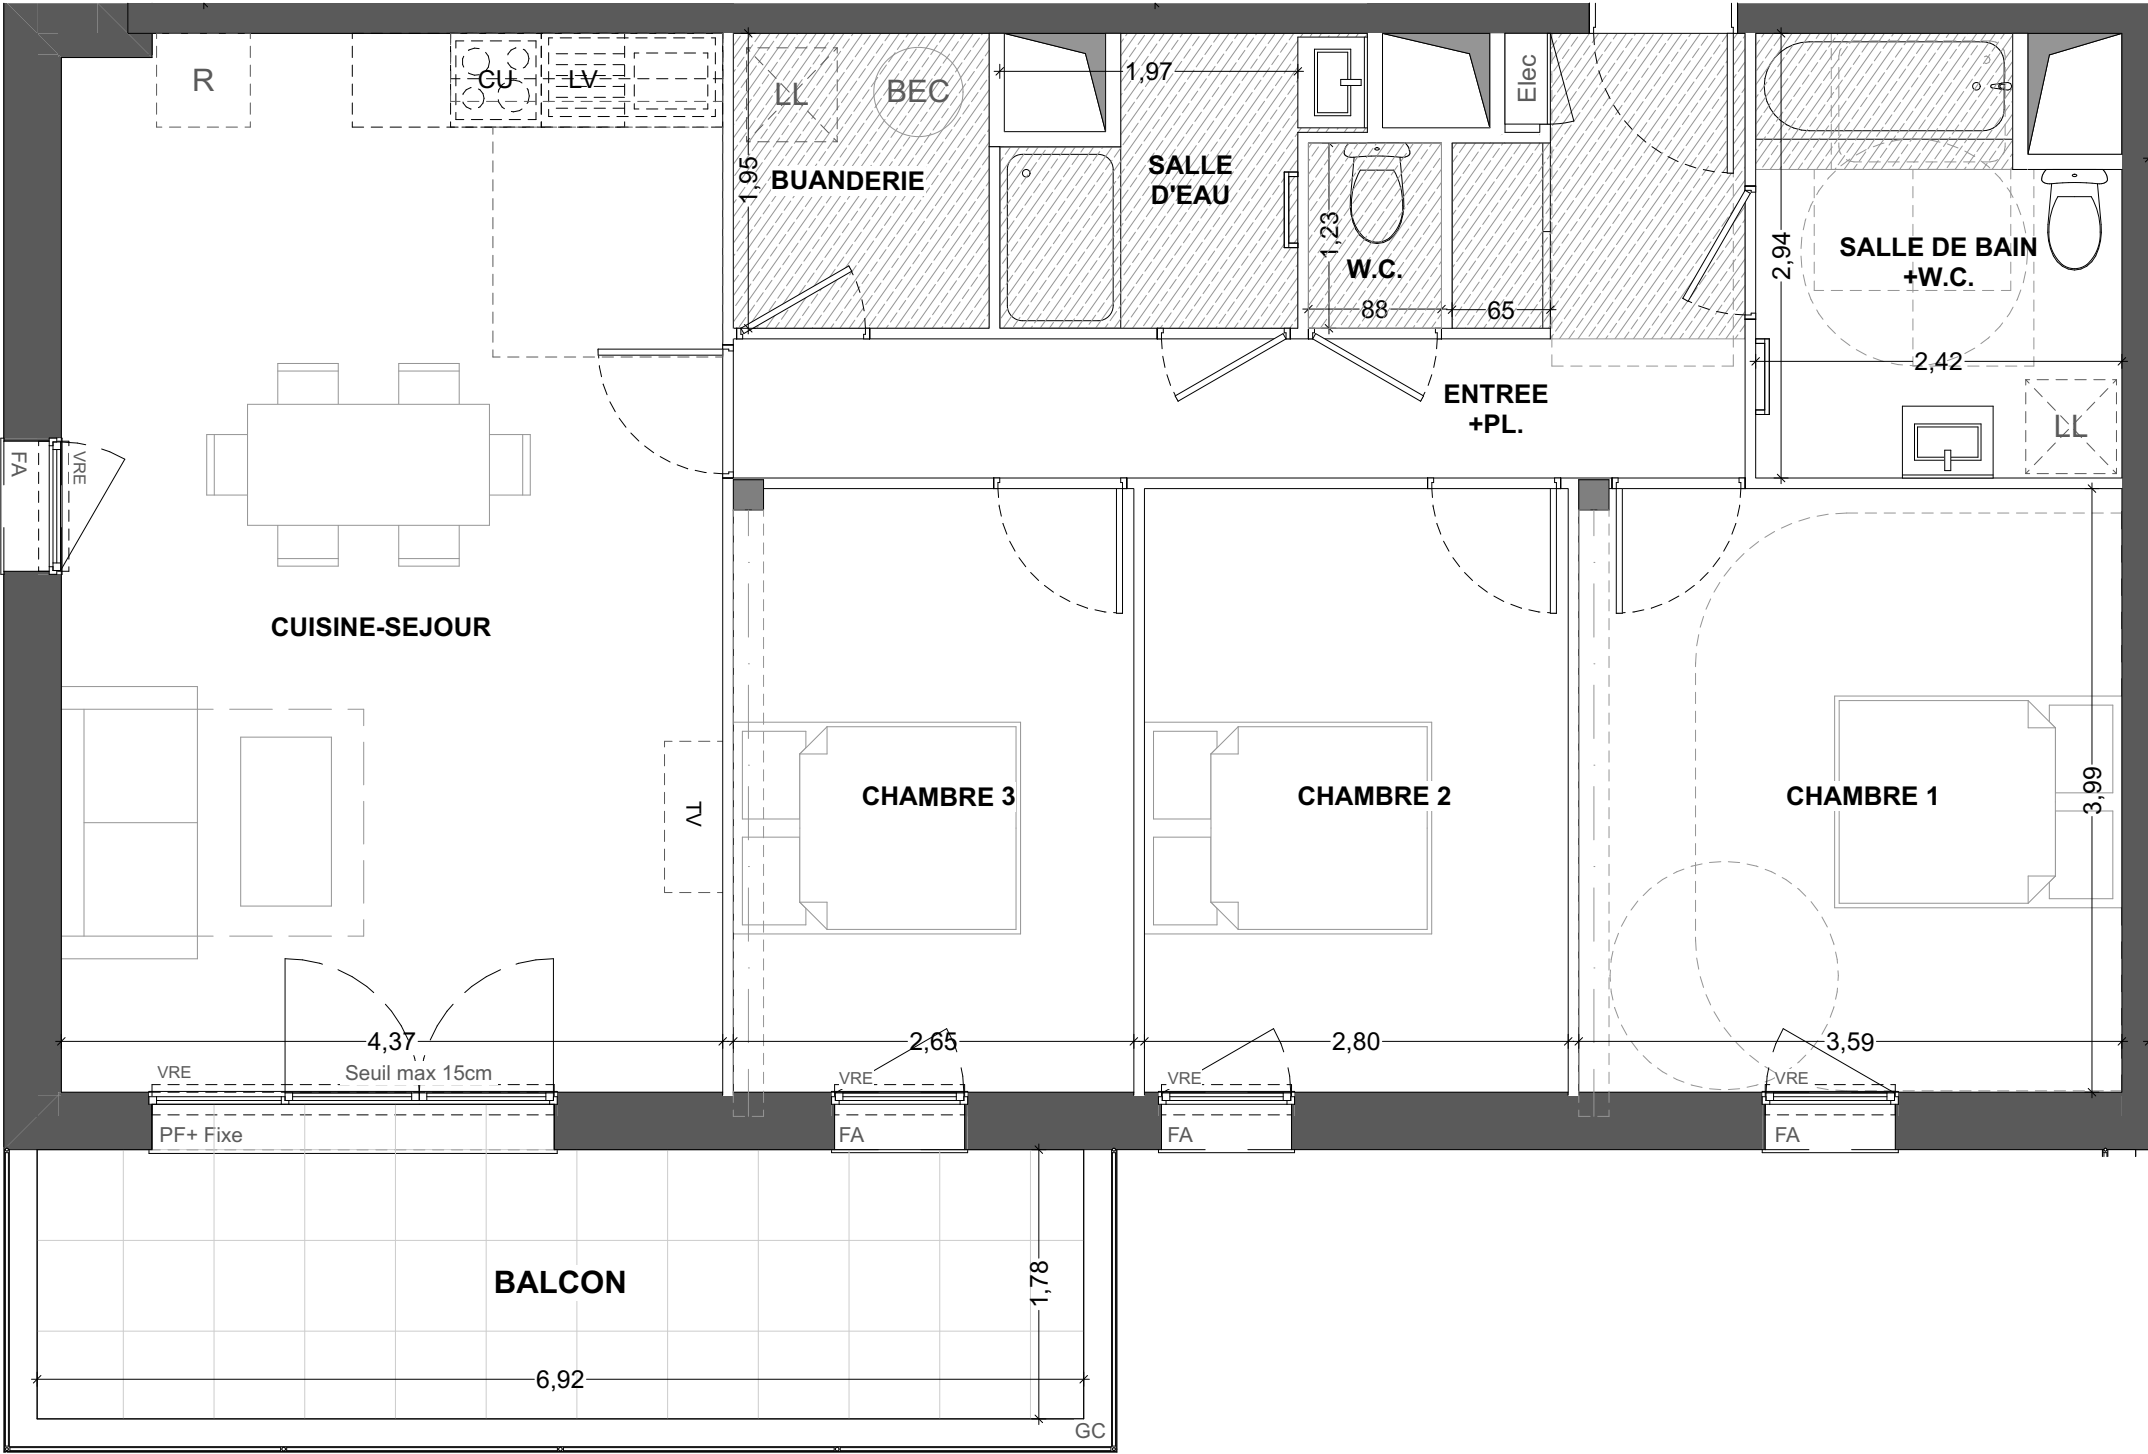 R
CU
LV
LL
BEC
1,97
Elec
1,95
BUANDERIE
SALLE
D'EAU
1,23
W.C.
88
65
2,94
SALLE DE BAIN
+W.C.
2,42
LL
ENTREE
+PL.
FA
VRE
CUISINE-SEJOUR
TV
CHAMBRE 3
CHAMBRE 2
CHAMBRE 1
3,99
4,37
2,65
2,80
3,59
VRE
Seuil max 15cm
VRE
VRE
VRE
PF+ Fixe
FA
FA
FA
BALCON
1,78
6,92
GC